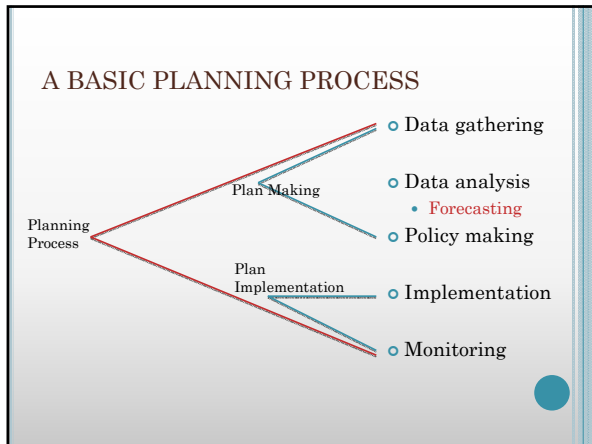 A BASIC PLANNING PROCESS
Data gathering
Plan Making
Data analysis
Forecasting
Planning
Process
Policy making
Plan
Implementation
Implementation
Monitoring